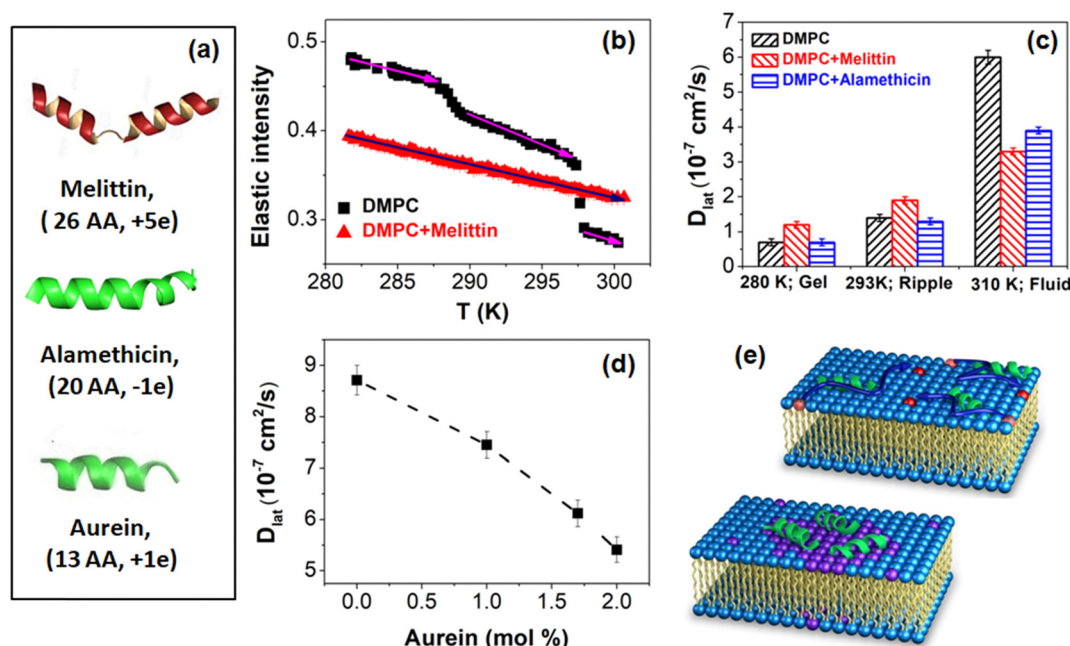 (a)
Melittin,
( 26 AA, +5e)
Alamethicin,
(20 AA, -1e)
Aurein,
(13 AA, +1e)
(b)
Elastic intensity
0.5
0.4
0.3
DMPC
DMPC+Melittin
280 285 290 295 300
T (K)
(c)
D_lat (10⁻⁷ cm²/s)
7
6
5
4
3
2
1
0
DMPC
DMPC+Melittin
DMPC+Alamethicin
280 K; Gel 293K; Ripple 310 K; Fluid
(d)
D_lat (10⁻⁷ cm²/s)
9
8
7
6
5
0.0 0.5 1.0 1.5 2.0
Aurein (mol %)
(e)